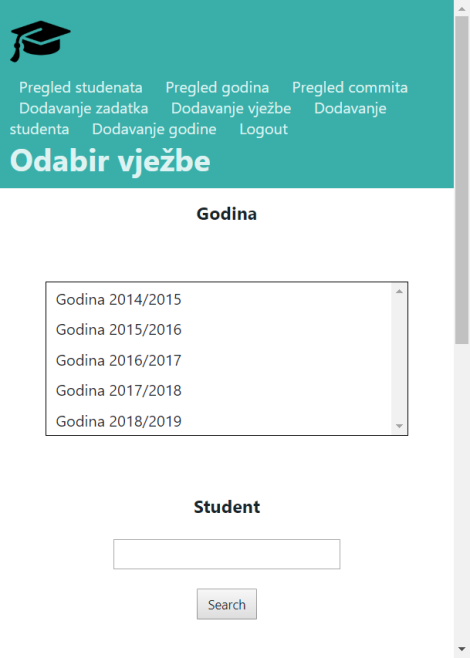 Pregled studenata Pregled godina Pregled commita
Dodavanje zadatka Dodavanje vježbe Dodavanje
studenta Dodavanje godine Logout
Odabir vježbe
Godina
Godina 2014/2015
Godina 2015/2016
Godina 2016/2017
Godina 2017/2018
Godina 2018/2019
Student
Search